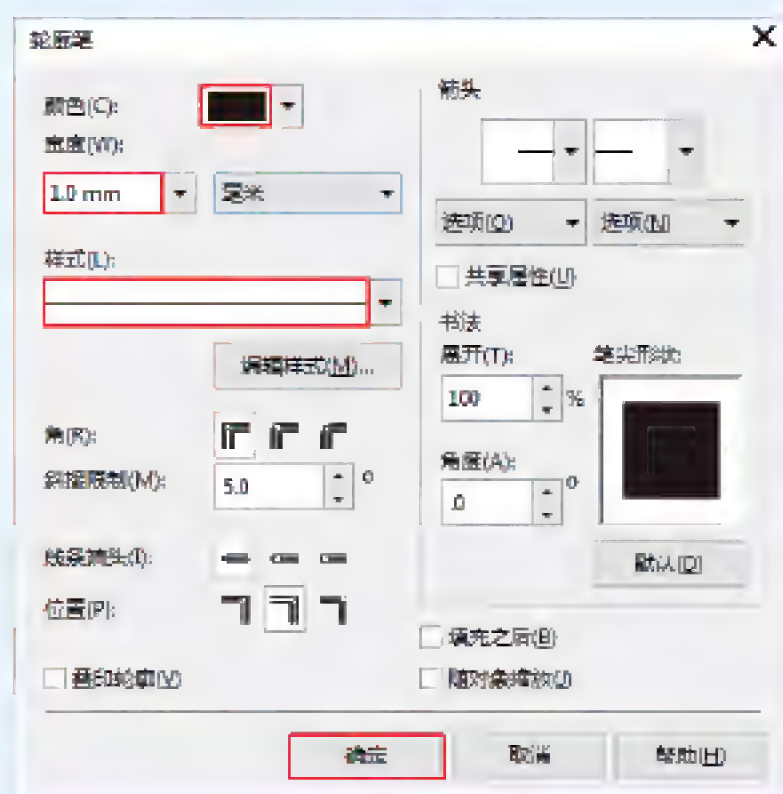 轮廓笔
颜色(C):
宽度(W):
1.0 mm
毫米
样式(L):
编辑样式(M)...
角(R):
斜接限制(M):
5.0
°
线条端头(I):
位置(P):
叠印轮廓(V)
箭头
选项(O)
选项(N)
共享属性(U)
书法
展开(T):
笔尖形状:
100
%
角度(A):
.0
°
默认(D)
填充之后(B)
随对象缩放(J)
确定
取消
帮助(H)